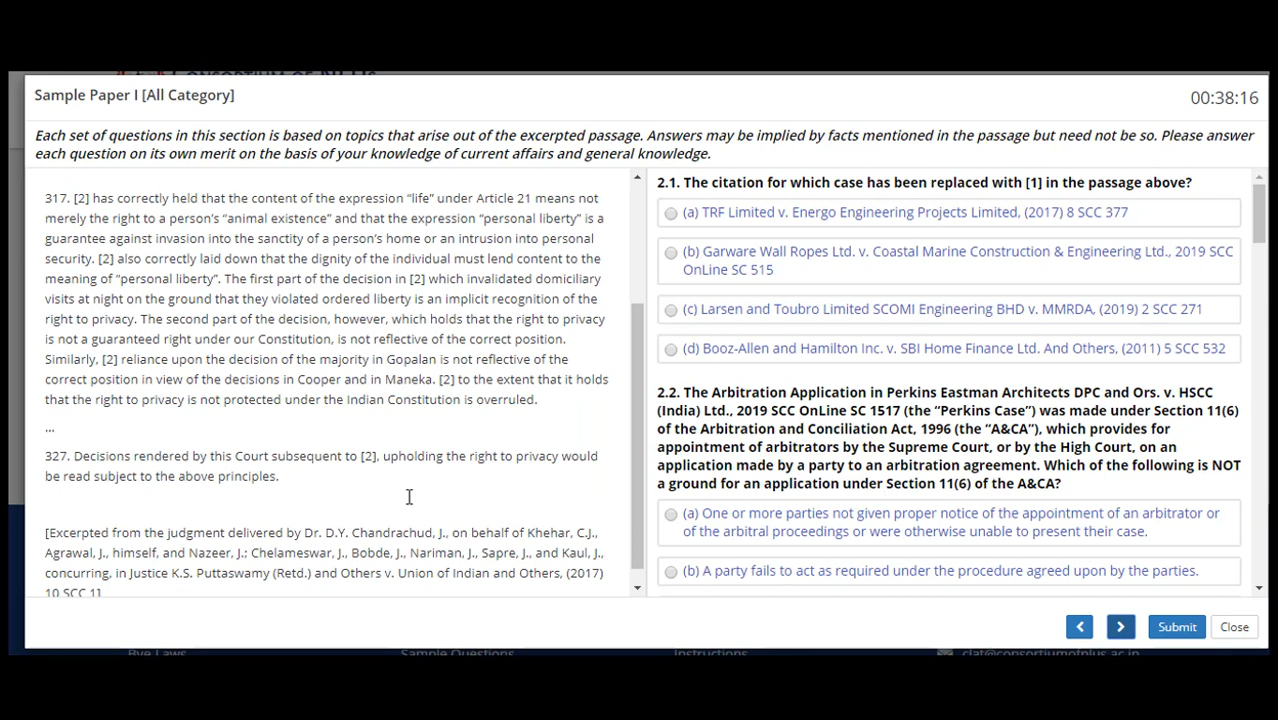 Sample Paper I [All Category]
00:38:16
Each set of questions in this section is based on topics that arise out of the excerpted passage. Answers may be implied by facts mentioned in the passage but need not be so. Please answer
each question on its own merit on the basis of your knowledge of current affairs and general knowledge.
317. [2] has correctly held that the content of the expression “life” under Article 21 means not
merely the right to a person’s “animal existence” and that the expression “personal liberty” is a
guarantee against invasion into the sanctity of a person’s home or an intrusion into personal
security. [2] also correctly laid down that the dignity of the individual must lend content to the
meaning of “personal liberty”. The first part of the decision in [2] which invalidated domiciliary
visits at night on the ground that they violated ordered liberty is an implicit recognition of the
right to privacy. The second part of the decision, however, which holds that the right to privacy
is not a guaranteed right under our Constitution, is not reflective of the correct position.
Similarly, [2] reliance upon the decision of the majority in Gopalan is not reflective of the
correct position in view of the decisions in Cooper and in Maneka. [2] to the extent that it holds
that the right to privacy is not protected under the Indian Constitution is overruled.
...
327. Decisions rendered by this Court subsequent to [2], upholding the right to privacy would
be read subject to the above principles.
[Excerpted from the judgment delivered by Dr. D.Y. Chandrachud, J., on behalf of Khehar, C.J.,
Agrawal, J., himself, and Nazeer, J.; Chelameswar, J., Bobde, J., Nariman, J., Sapre, J., and Kaul, J.,
concurring, in Justice K.S. Puttaswamy (Retd.) and Others v. Union of Indian and Others, (2017)
10 SCC 1]
2.1. The citation for which case has been replaced with [1] in the passage above?
(a) TRF Limited v. Energo Engineering Projects Limited, (2017) 8 SCC 377
(b) Garware Wall Ropes Ltd. v. Coastal Marine Construction & Engineering Ltd., 2019 SCC
OnLine SC 515
(c) Larsen and Toubro Limited SCOMI Engineering BHD v. MMRDA, (2019) 2 SCC 271
(d) Booz-Allen and Hamilton Inc. v. SBI Home Finance Ltd. And Others, (2011) 5 SCC 532
2.2. The Arbitration Application in Perkins Eastman Architects DPC and Ors. v. HSCC
(India) Ltd., 2019 SCC OnLine SC 1517 (the “Perkins Case”) was made under Section 11(6)
of the Arbitration and Conciliation Act, 1996 (the “A&CA”), which provides for
appointment of arbitrators by the Supreme Court, or by the High Court, on an
application made by a party to an arbitration agreement. Which of the following is NOT
a ground for an application under Section 11(6) of the A&CA?
(a) One or more parties not given proper notice of the appointment of an arbitrator or
of the arbitral proceedings or were otherwise unable to present their case.
(b) A party fails to act as required under the procedure agreed upon by the parties.
Submit
Close
Bye Laws
Sample Questions
Instructions
clat@consortiumofnlus.ac.in